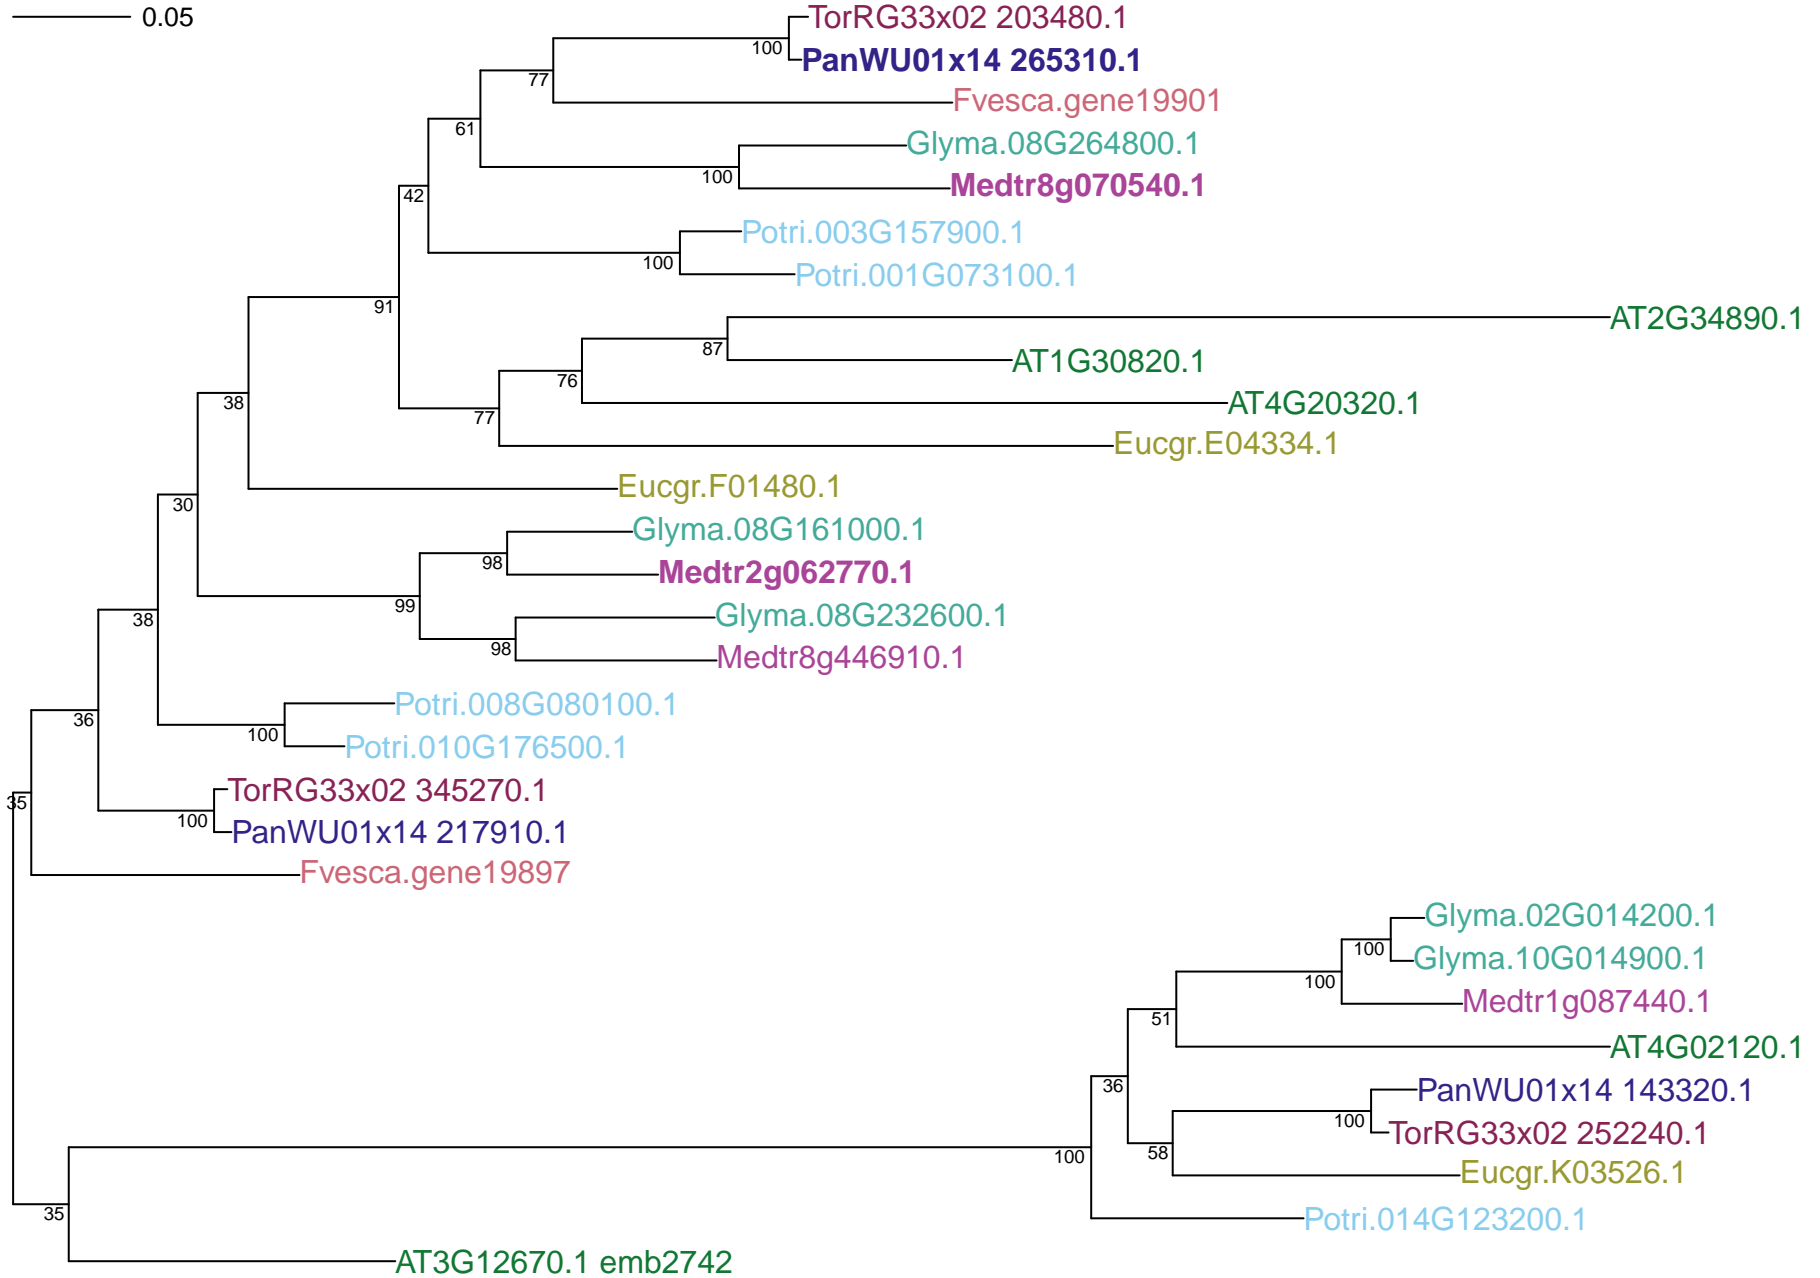 0.05
TorRG33x02 203480.1
100
PanWU01x14 265310.1
77
Fvesca.gene19901
61
Glyma.08G264800.1
100
Medtr8g070540.1
42
Potri.003G157900.1
100
Potri.001G073100.1
91
AT2G34890.1
87
AT1G30820.1
76
AT4G20320.1
38
77
Eucgr.E04334.1
Eucgr.F01480.1
30
Glyma.08G161000.1
98
Medtr2g062770.1
99
Glyma.08G232600.1
38
98
Medtr8g446910.1
Potri.008G080100.1
36
100
Potri.010G176500.1
TorRG33x02 345270.1
35
100
PanWU01x14 217910.1
Fvesca.gene19897
Glyma.02G014200.1
100
Glyma.10G014900.1
100
Medtr1g087440.1
51
AT4G02120.1
36
PanWU01x14 143320.1
100
TorRG33x02 252240.1
100
58
Eucgr.K03526.1
35
Potri.014G123200.1
AT3G12670.1 emb2742